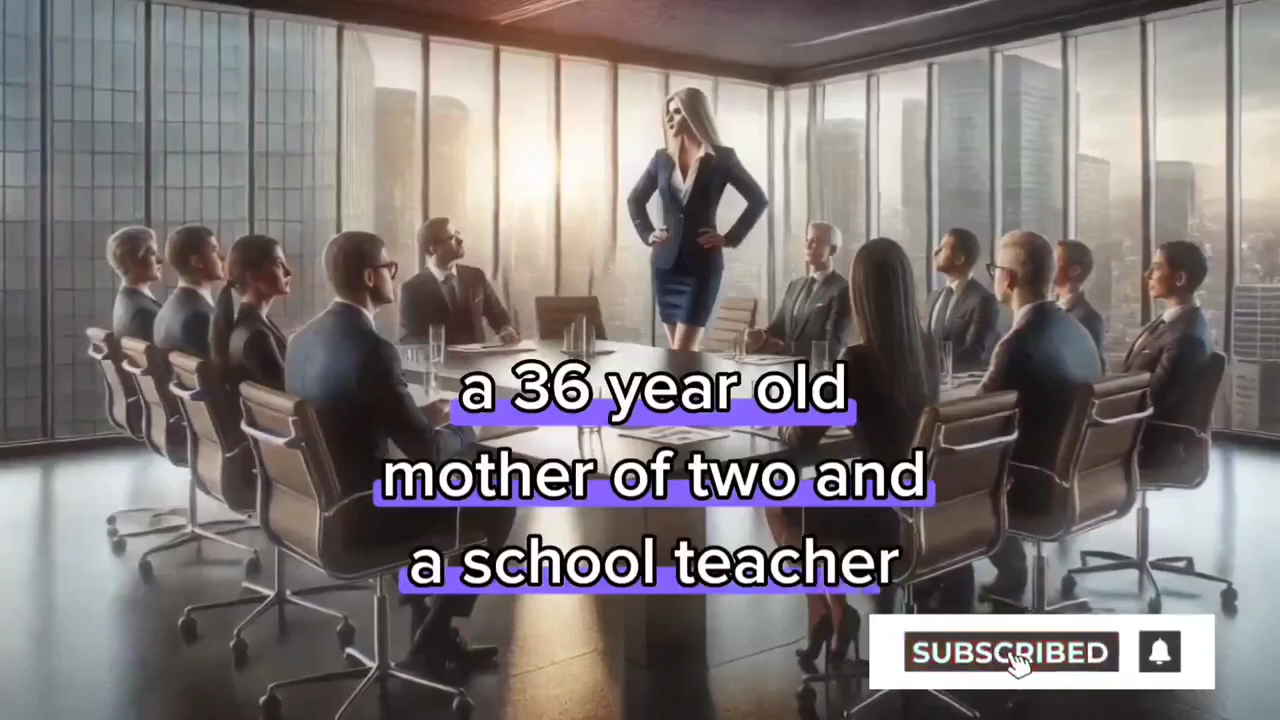 a 36 year old
mother of two and
a school teacher
SUBSCRIBED